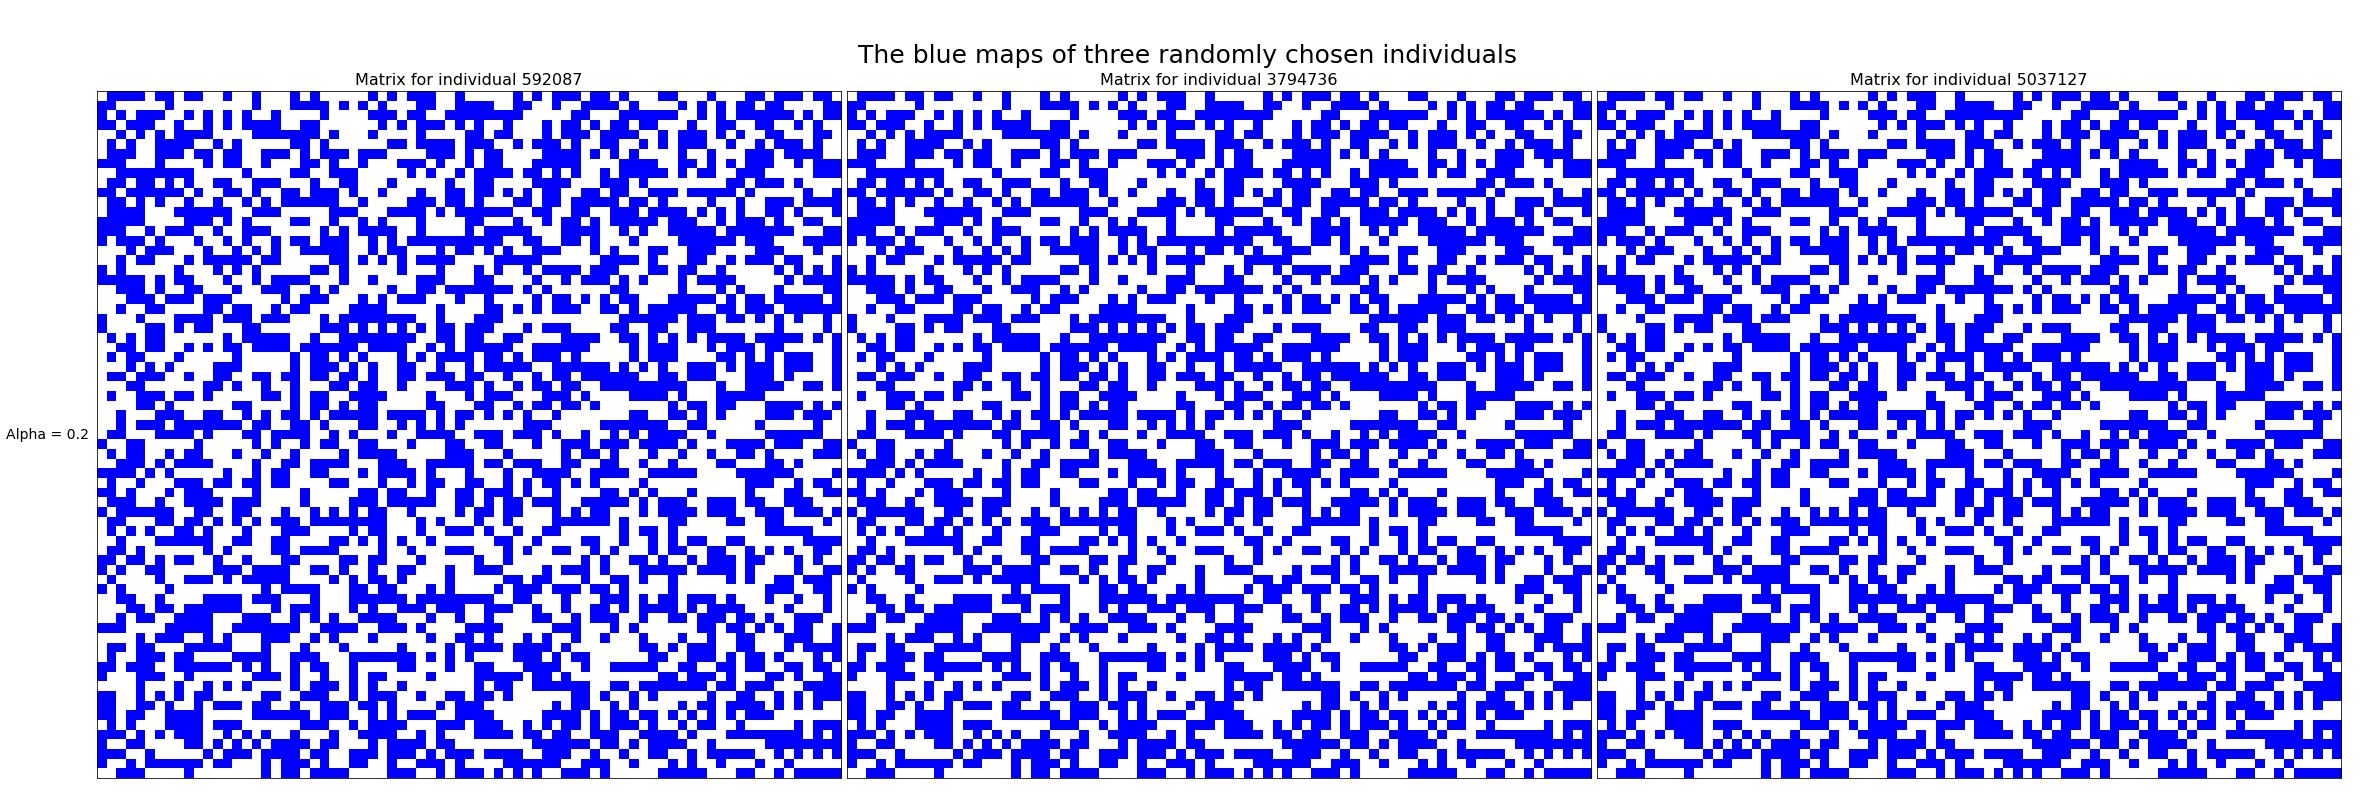 The blue maps of three randomly chosen individuals
Matrix for individual 592087
Matrix for individual 3794736
Matrix for individual 5037127
Alpha = 0.2